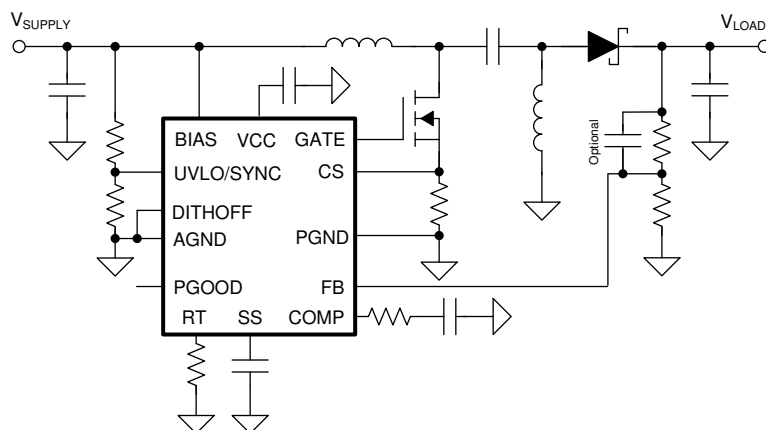 VSUPPLY
VLOAD
BIAS
VCC
GATE
Optional
UVLO/SYNC
CS
DITHOFF
AGND
PGND
PGOOD
FB
RT
SS
COMP